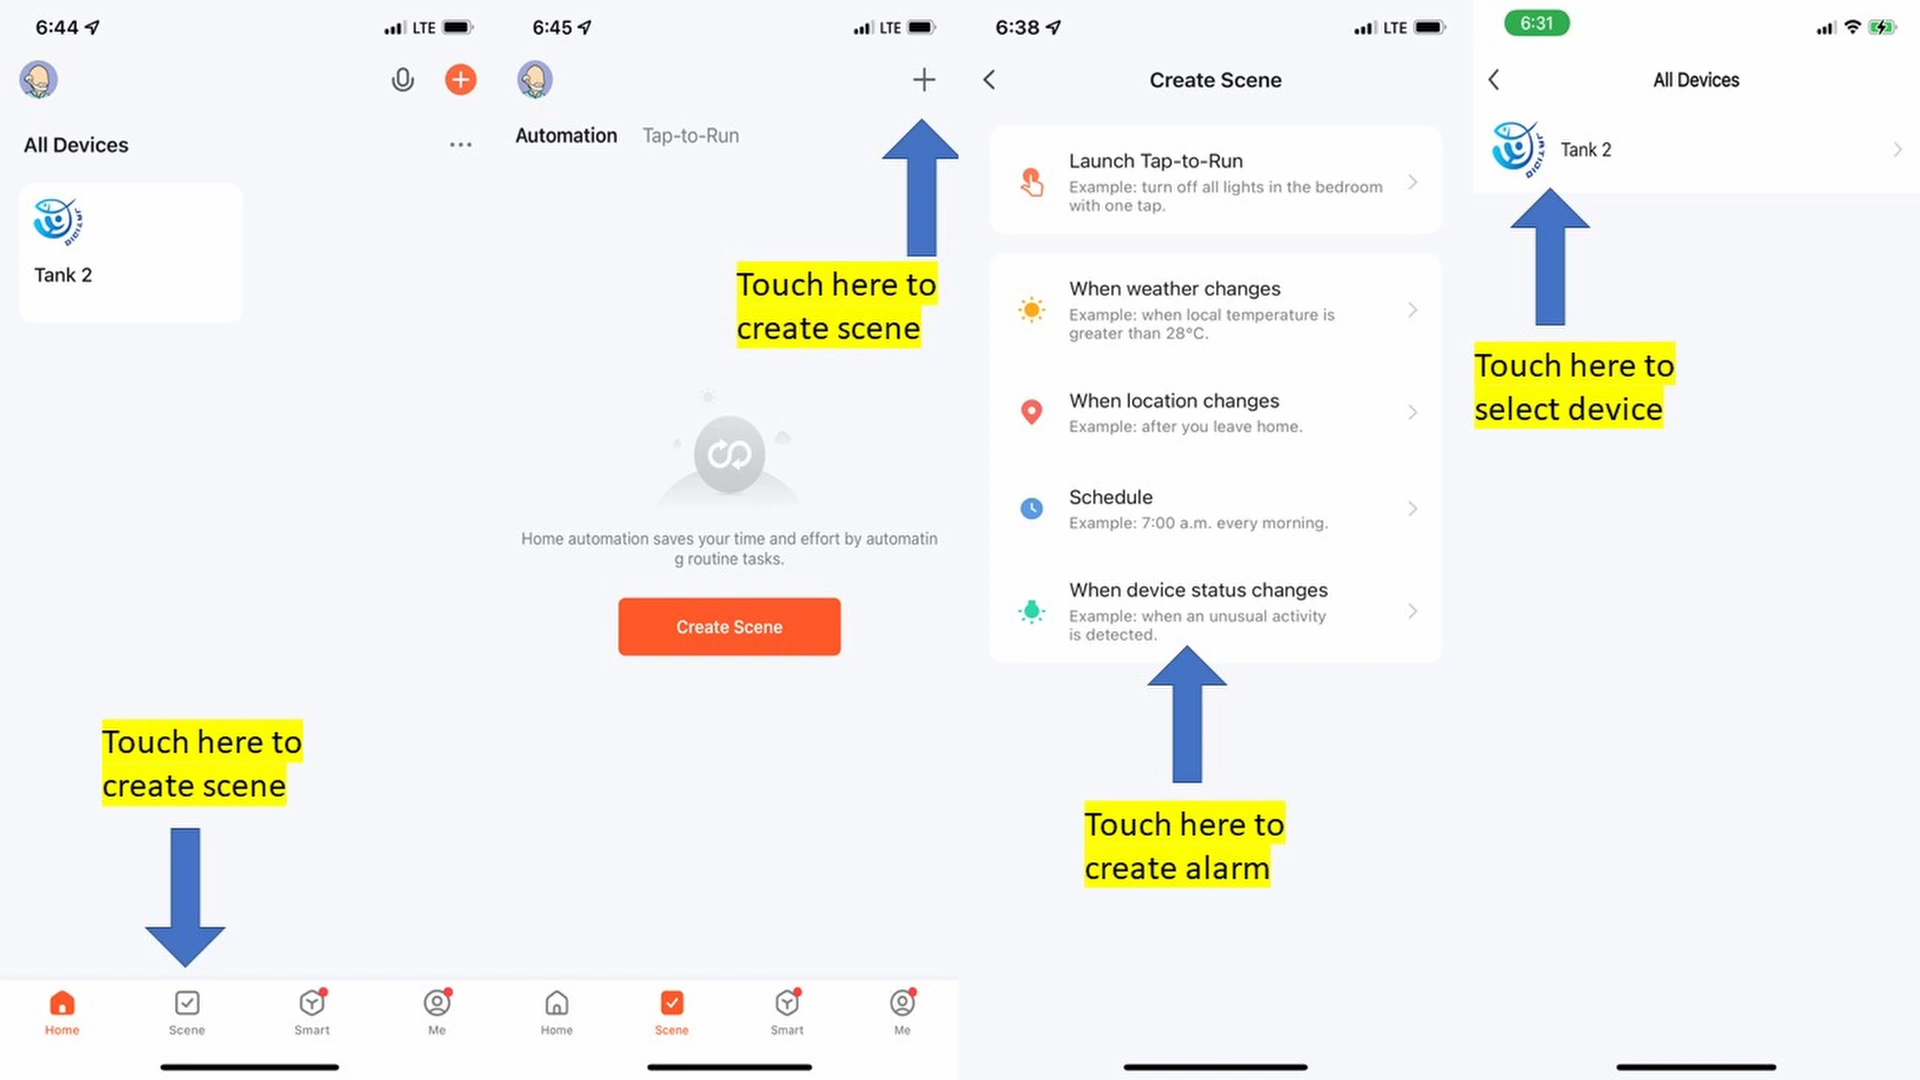 6:44
LTE
All Devices
...
DIGITAL
Tank 2
Touch here to
create scene
Home
Scene
Smart
Me
6:45
LTE
Automation
Tap-to-Run
Touch here to
create scene
Home automation saves your time and effort by automatin
g routine tasks.
Create Scene
Home
Scene
Smart
Me
6:38
LTE
Create Scene
Launch Tap-to-Run
Example: turn off all lights in the bedroom
with one tap.
When weather changes
Example: when local temperature is
greater than 28°C.
When location changes
Example: after you leave home.
Schedule
Example: 7:00 a.m. every morning.
When device status changes
Example: when an unusual activity
is detected.
Touch here to
create alarm
6:31
All Devices
DIGITAL
Tank 2
Touch here to
select device